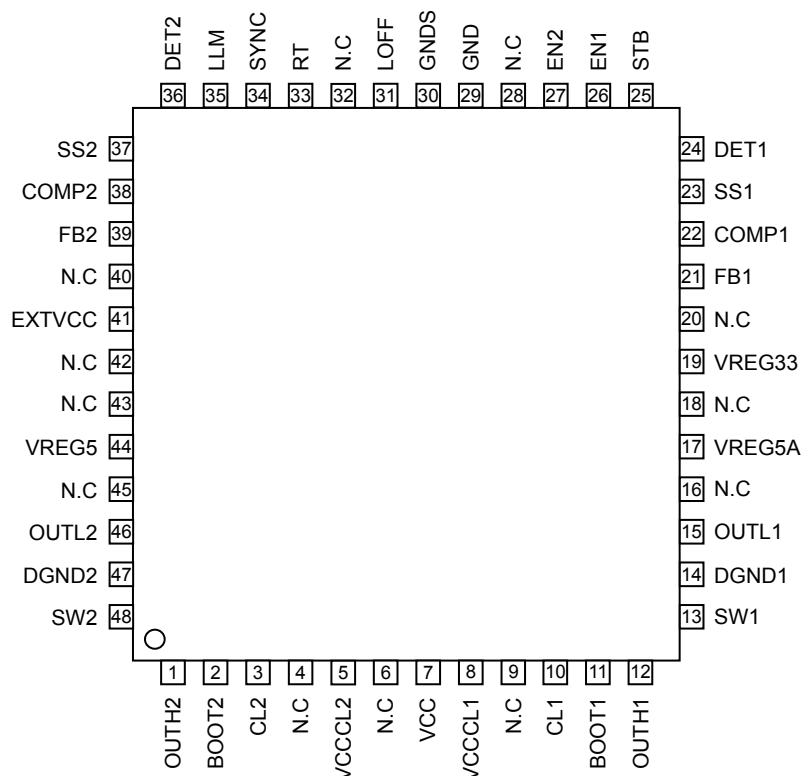 DET2 LLM SYNC RT N.C LOFF GNDS GND N.C EN2 EN1 STB
36 35 34 33 32 31 30 29 28 27 26 25
SS2 37 24 DET1
COMP2 38 23 SS1
FB2 39 22 COMP1
N.C 40 21 FB1
EXTVCC 41 20 N.C
N.C 42 19 VREG33
N.C 43 18 N.C
VREG5 44 17 VREG5A
N.C 45 16 N.C
OUTL2 46 15 OUTL1
DGND2 47 14 DGND1
SW2 48 13 SW1
1 2 3 4 5 6 7 8 9 10 11 12
OUTH2 BOOT2 CL2 N.C VCCCL2 N.C VCC VCCCL1 N.C CL1 BOOT1 OUTH1